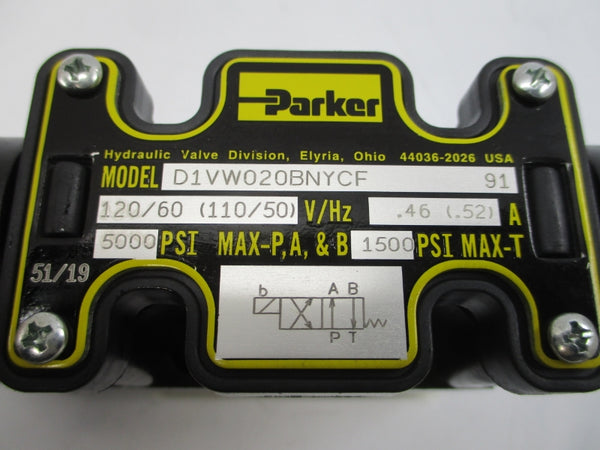 Parker
Hydraulic Valve Division, Elyria, Ohio 44036-2026 USA
MODEL D1VW020BNYCF 91
120/60 (110/50) V/Hz .46 (.52) A
5000 PSI MAX-P,A, & B 1500 PSI MAX-T
51/19
b A B
P T